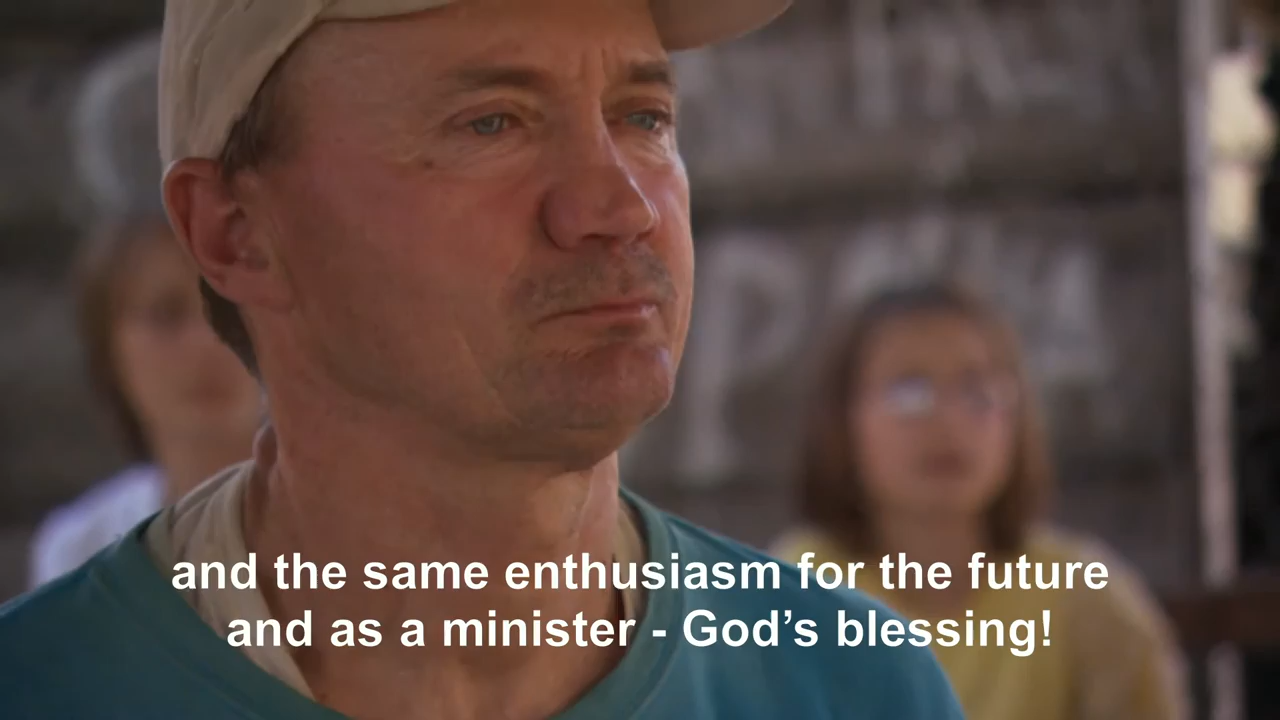 and the same enthusiasm for the future
and as a minister - God’s blessing!